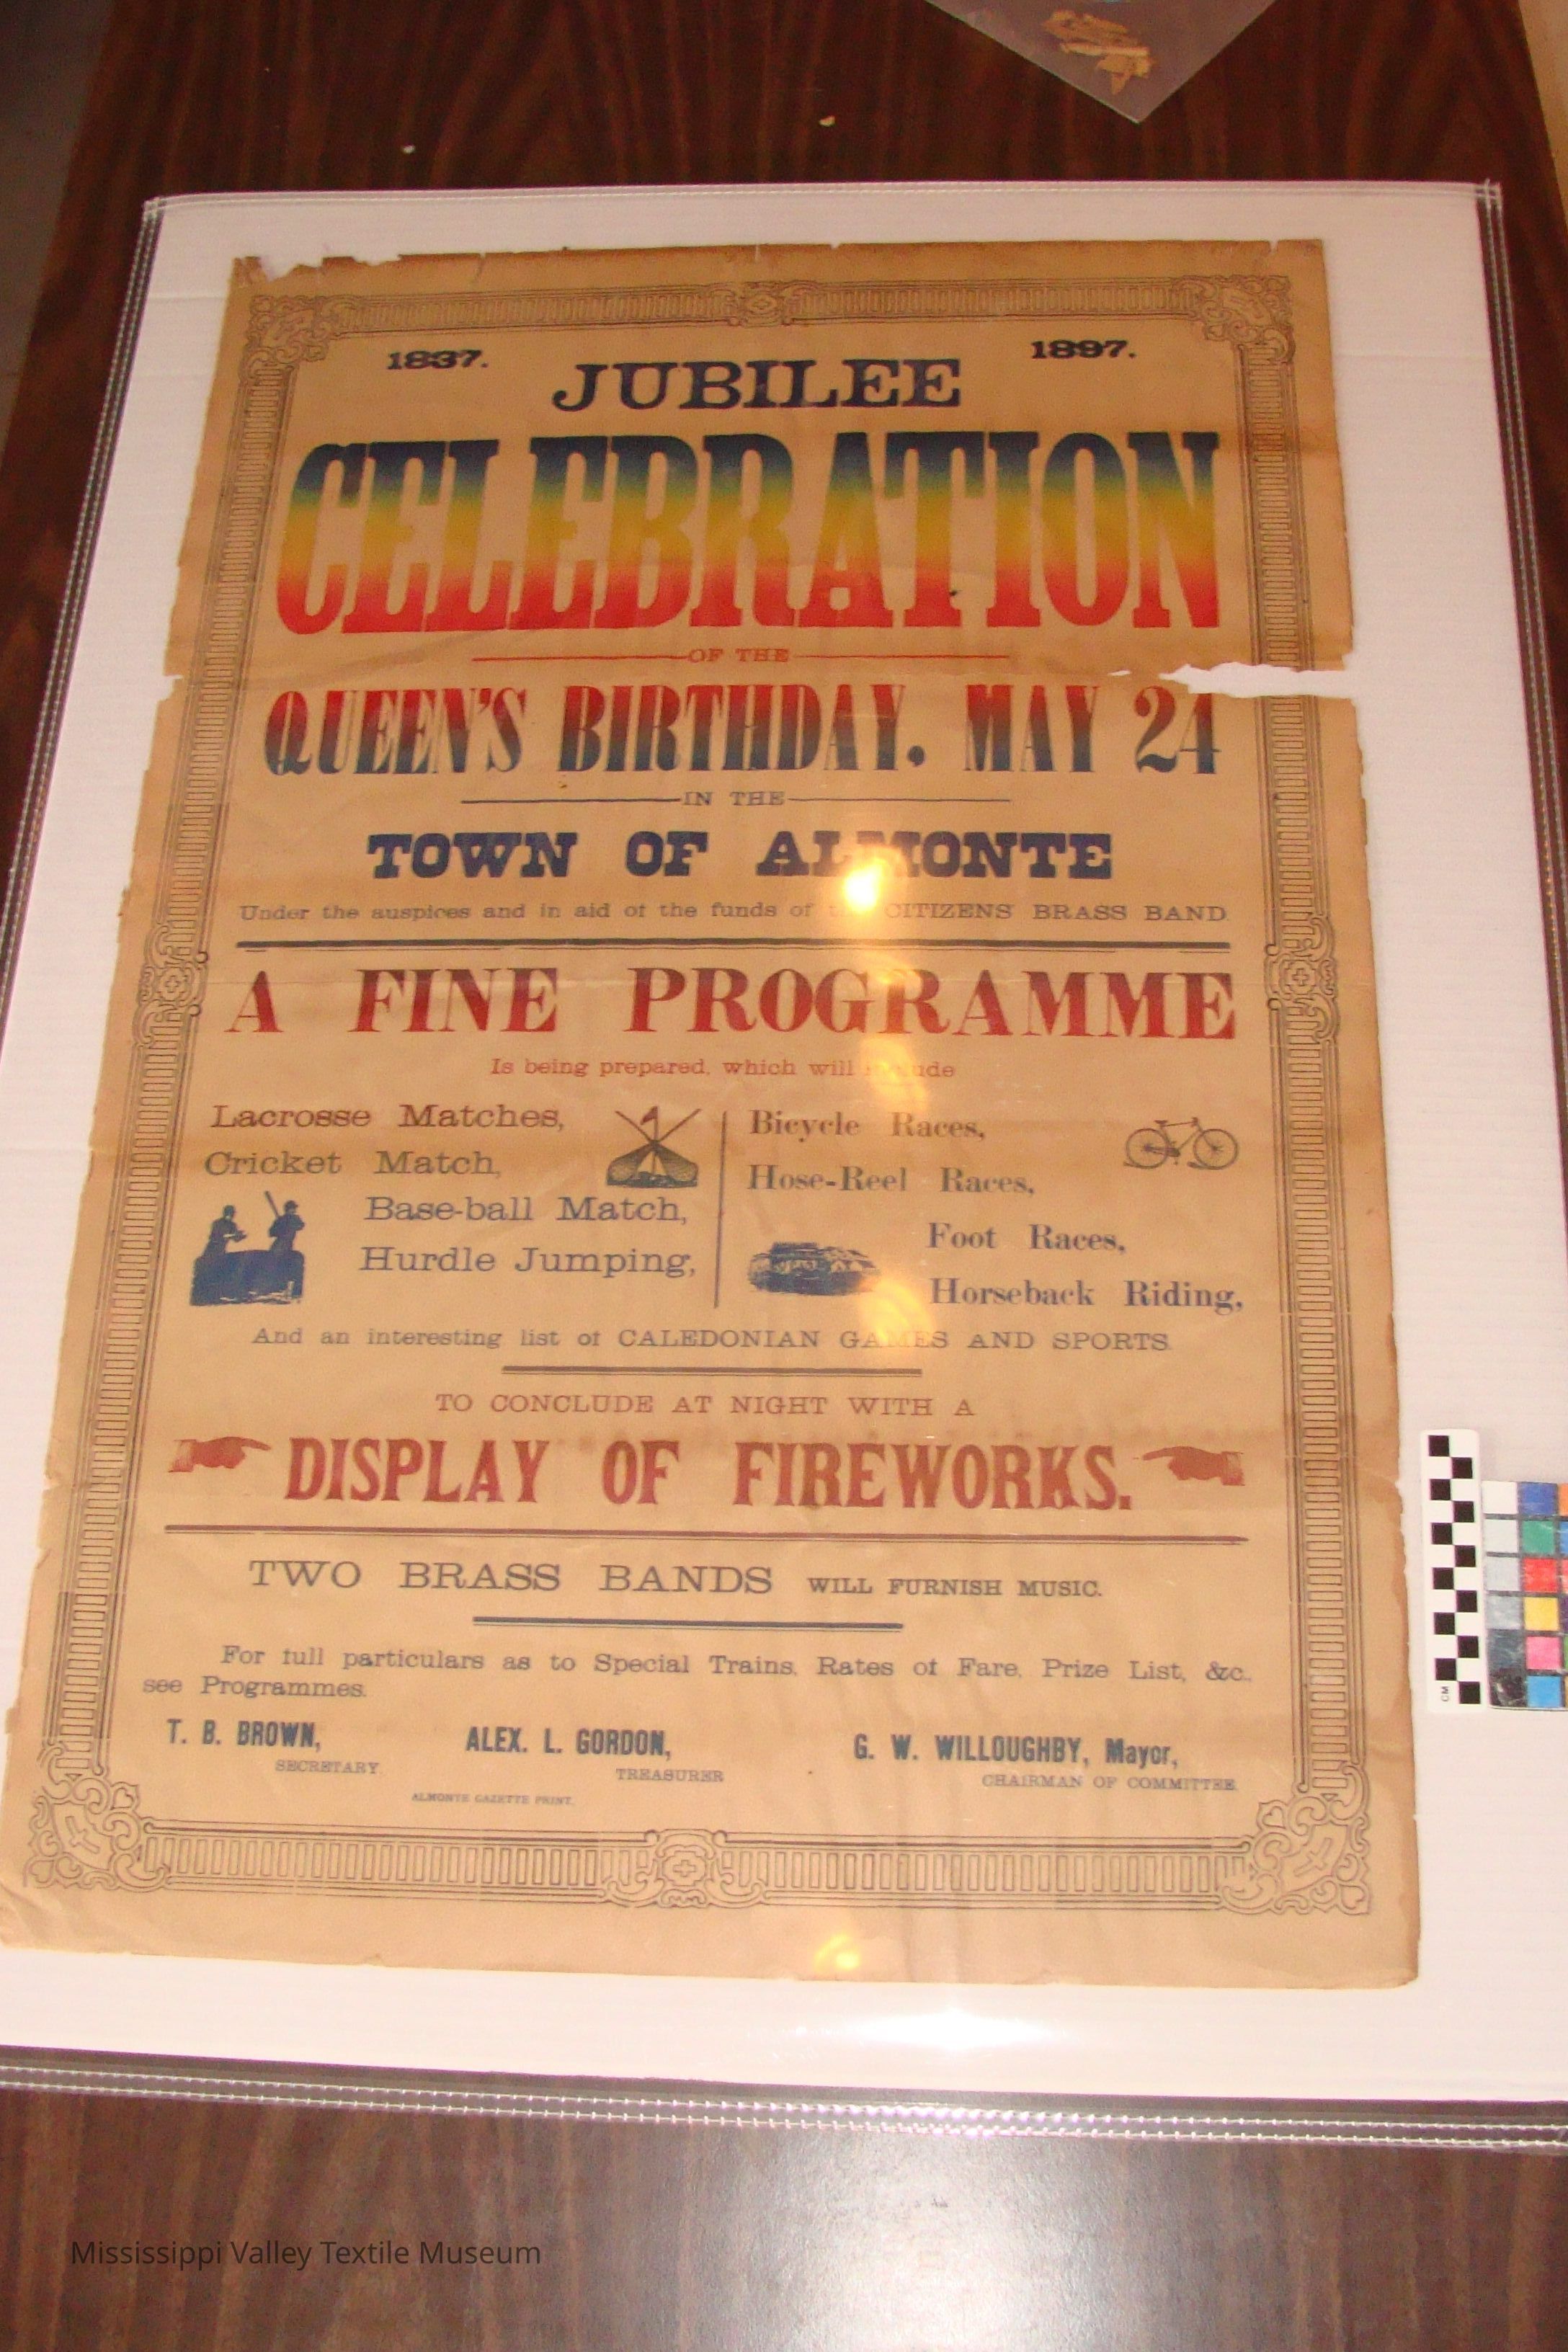 1837. 1897.
JUBILEE
CELEBRATION
OF THE
QUEEN'S BIRTHDAY. MAY 24
IN THE
TOWN OF ALMONTE
Under the auspices and in aid of the funds of the CITIZENS' BRASS BAND
A FINE PROGRAMME
Is being prepared, which will include
Lacrosse Matches,
Cricket Match,
Base-ball Match,
Hurdle Jumping,
Bicycle Races,
Hose-Reel Races,
Foot Races,
Horseback Riding,
And an interesting list of CALEDONIAN GAMES AND SPORTS.
TO CONCLUDE AT NIGHT WITH A
DISPLAY OF FIREWORKS.
TWO BRASS BANDS WILL FURNISH MUSIC.
For full particulars as to Special Trains, Rates of Fare, Prize List, &c.,
see Programmes.
T. B. BROWN,
SECRETARY.
ALEX. L. GORDON,
TREASURER
G. W. WILLOUGHBY, Mayor,
CHAIRMAN OF COMMITTEE.
ALMONTE GAZETTE PRINT.
CM
Mississippi Valley Textile Museum